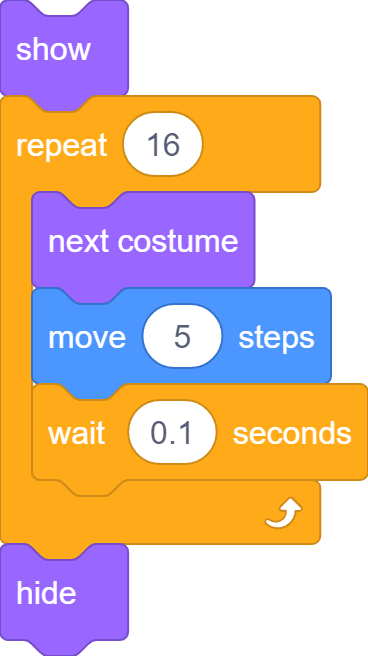 show
repeat 16
next costume
move 5 steps
wait 0.1 seconds
hide